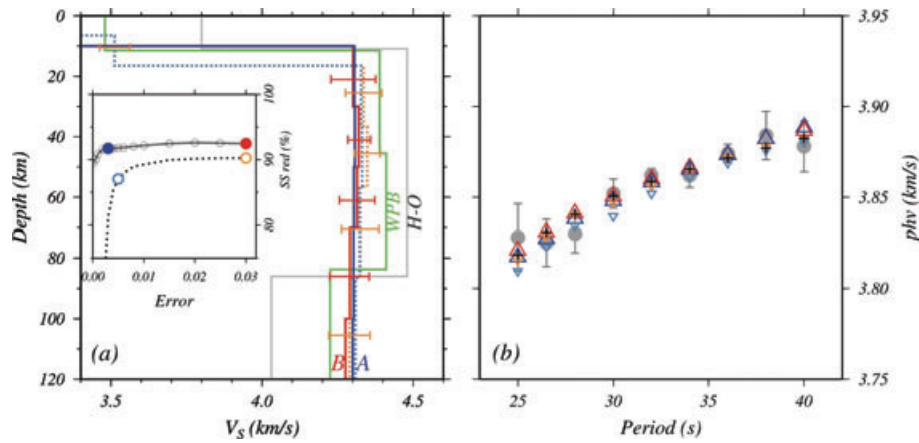 0
20
40
60
80
100
120
Depth (km)
3.5
4.0
4.5
V_S (km/s)
(a)
B
A
WPB
H-O
100
90
80
SS red (%)
0.00
0.01
0.02
0.03
Error
(b)
25
30
35
40
Period (s)
3.95
3.90
3.85
3.80
3.75
phv (km/s)